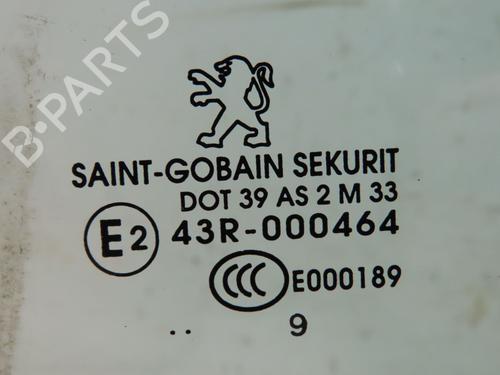 B-PARTS
SAINT-GOBAIN SEKURIT
DOT 39 AS 2 M 33
E2 43R-000464
CCC E000189
.. 9